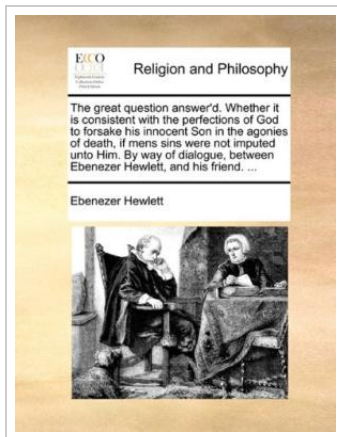 ECCO
Religion and Philosophy
The great question answer'd. Whether it
is consistent with the perfections of God
to forsake his innocent Son in the agonies
of death, if mens sins were not imputed
unto Him. By way of dialogue, between
Ebenezer Hewlett, and his friend. ...
Ebenezer Hewlett